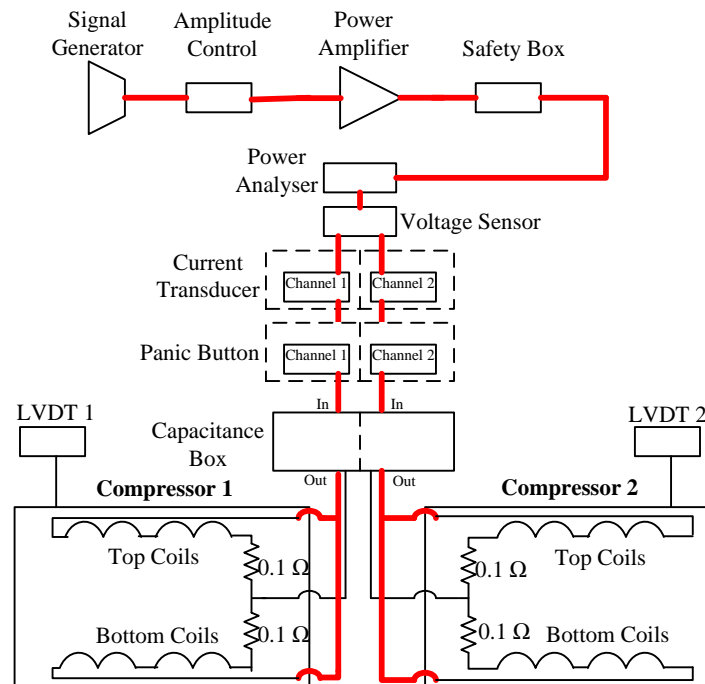 Signal
Generator
Amplitude
Control
Power
Amplifier
Safety Box
Power
Analyser
Voltage Sensor
Current
Transducer
Channel 1
Channel 2
Panic Button
Channel 1
Channel 2
In
In
LVDT 1
Capacitance
Box
LVDT 2
Out
Out
Compressor 1
Compressor 2
Top Coils
0.1 Ω
0.1 Ω
Top Coils
Bottom Coils
0.1 Ω
0.1 Ω
Bottom Coils